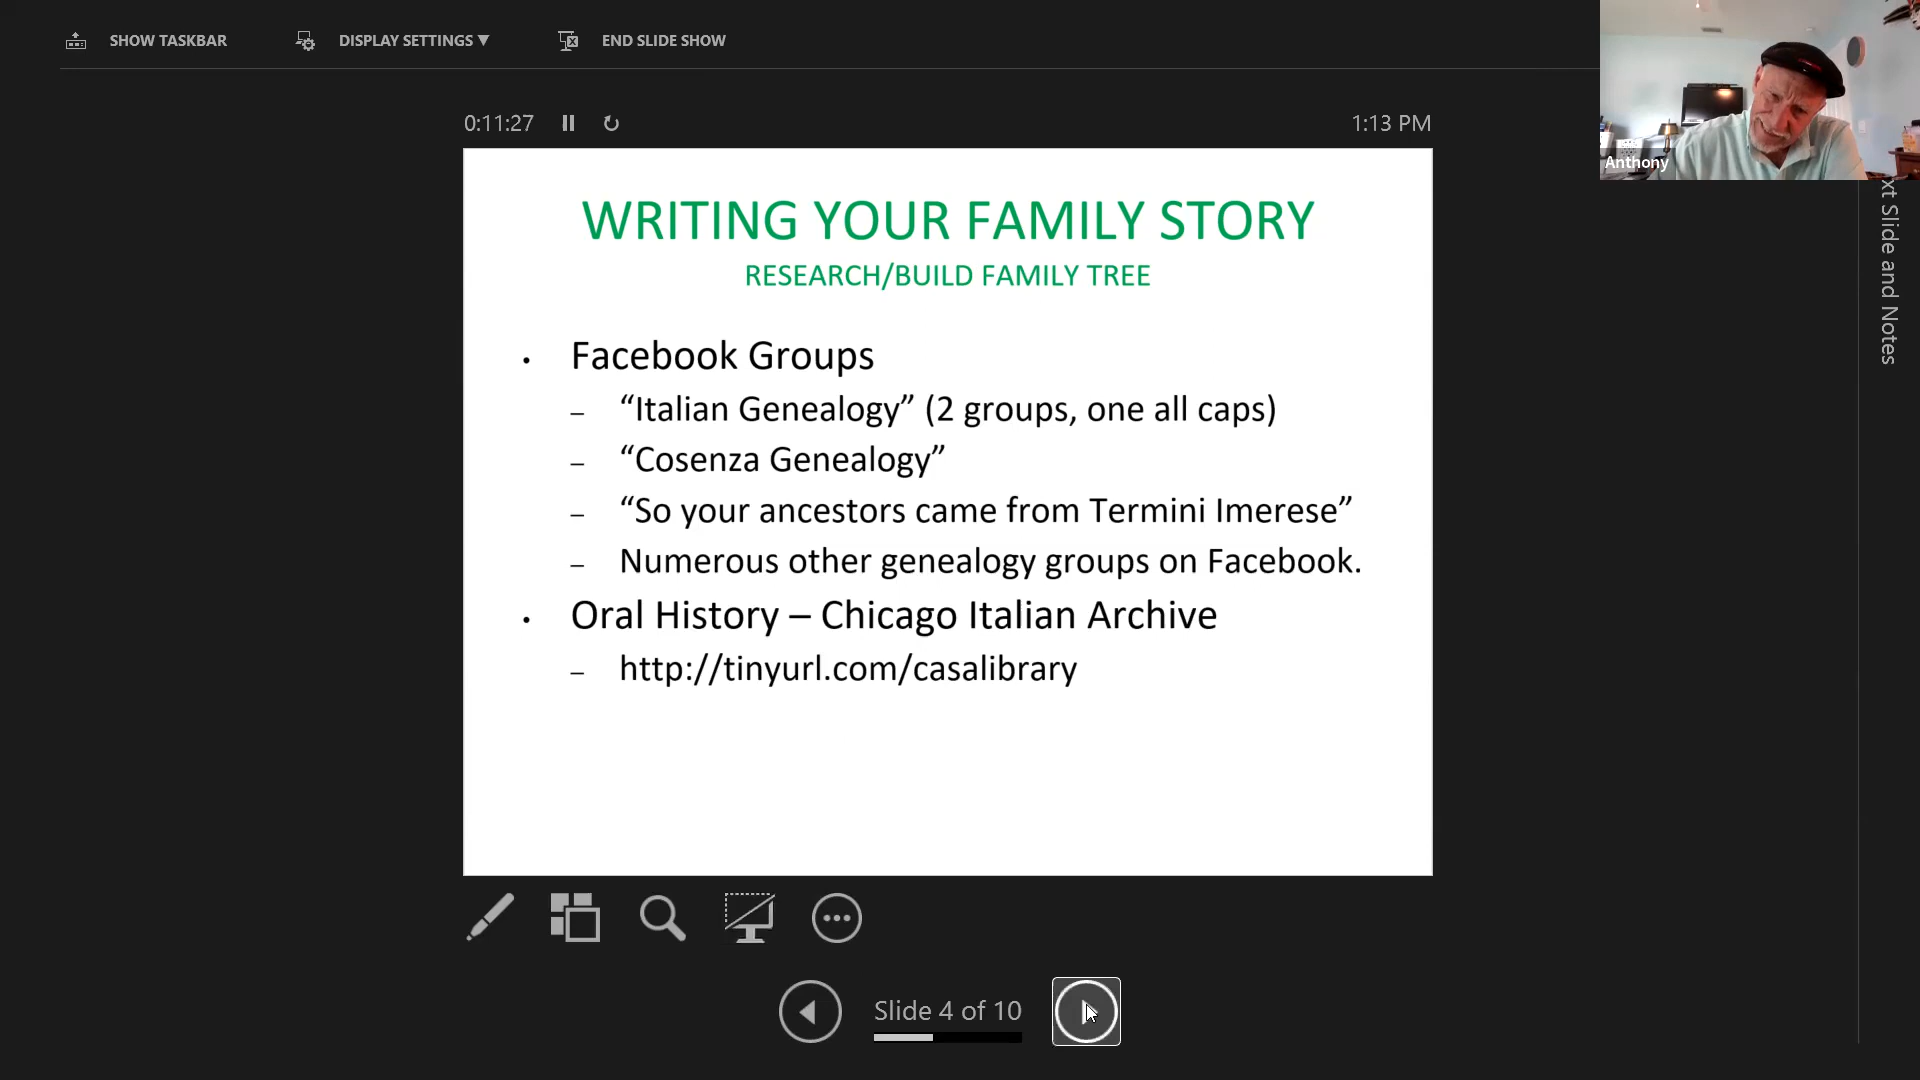 SHOW TASKBAR
DISPLAY SETTINGS ▼
END SLIDE SHOW
0:11:27
1:13 PM
Anthony
WRITING YOUR FAMILY STORY
RESEARCH/BUILD FAMILY TREE
• Facebook Groups
– “Italian Genealogy” (2 groups, one all caps)
– “Cosenza Genealogy”
– “So your ancestors came from Termini Imerese”
– Numerous other genealogy groups on Facebook.
• Oral History – Chicago Italian Archive
– http://tinyurl.com/casalibrary
Slide and Notes
Slide 4 of 10